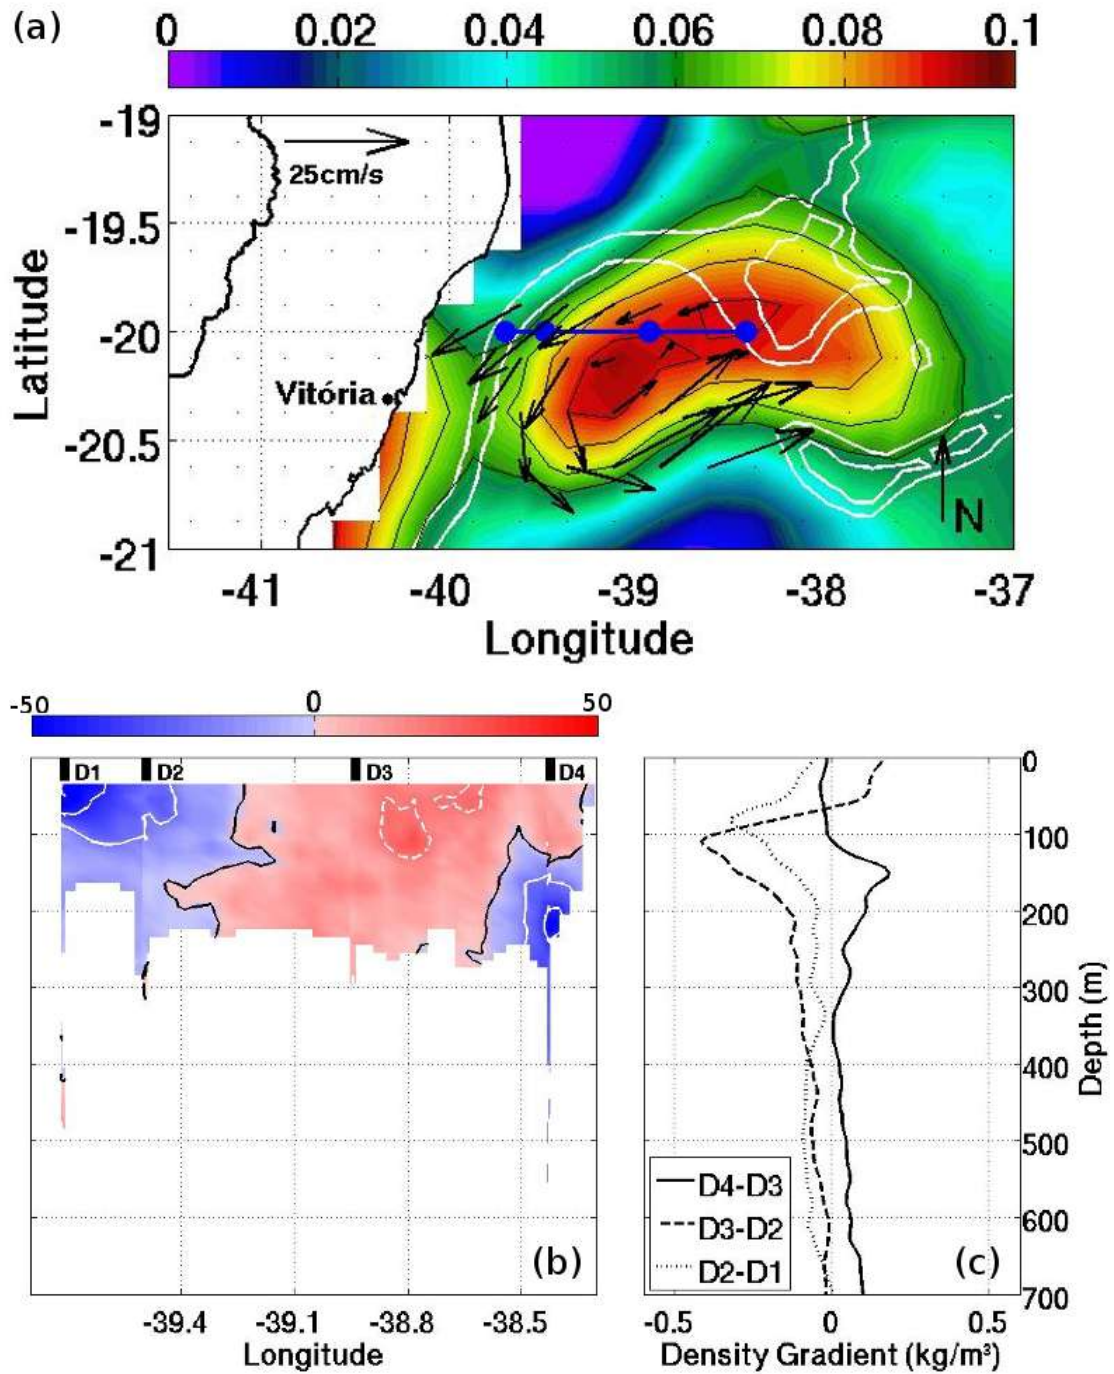 (a)
0 0.02 0.04 0.06 0.08 0.1
-19
-19.5
-20
-20.5
-21
Latitude
25cm/s
Vitória
N
-41 -40 -39 -38 -37
Longitude
-50 0 50
D1 D2 D3 D4
(b)
-39.4 -39.1 -38.8 -38.5
Longitude
0
100
200
300
400
500
600
700
Depth (m)
D4-D3
D3-D2
D2-D1
(c)
-0.5 0 0.5
Density Gradient (kg/m³)